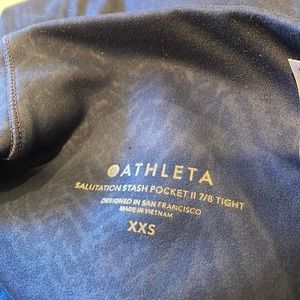 ATHLETA
SALUTATION STASH POCKET II 7/8 TIGHT
DESIGNED IN SAN FRANCISCO
MADE IN VIETNAM
XXS